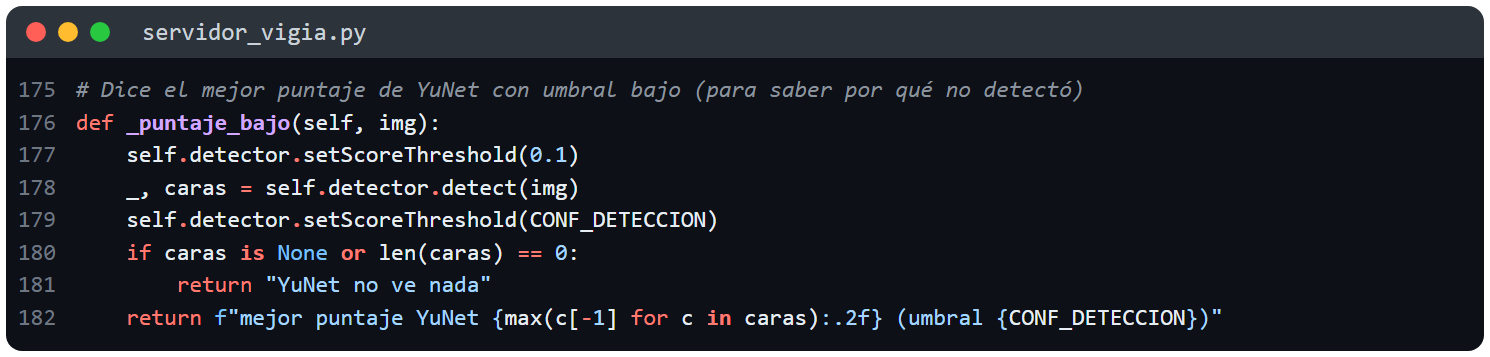 servidor_vigia.py
175 # Dice el mejor puntaje de YuNet con umbral bajo (para saber por qué no detectó)
176 def _puntaje_bajo(self, img):
177     self.detector.setScoreThreshold(0.1)
178     _, caras = self.detector.detect(img)
179     self.detector.setScoreThreshold(CONF_DETECCION)
180     if caras is None or len(caras) == 0:
181         return "YuNet no ve nada"
182     return f"mejor puntaje YuNet {max(c[-1] for c in caras):.2f} (umbral {CONF_DETECCION})"